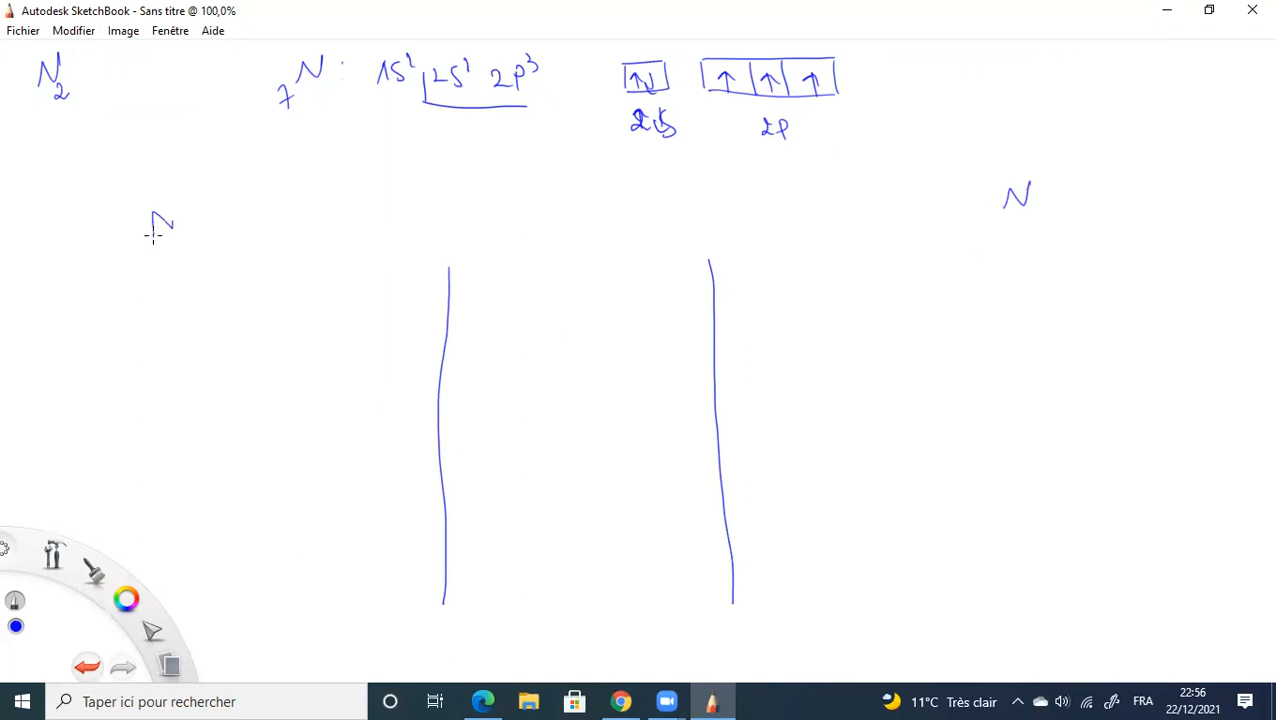 Autodesk SketchBook - Sans titre @ 100,0%
Fichier Modifier Image Fenêtre Aide
N₂ ₇N : 1S² 2S² 2P³ ↑↓ ↑ ↑ ↑
2S 2P
N
N
Taper ici pour rechercher
11°C Très clair
FRA
22:56
22/12/2021